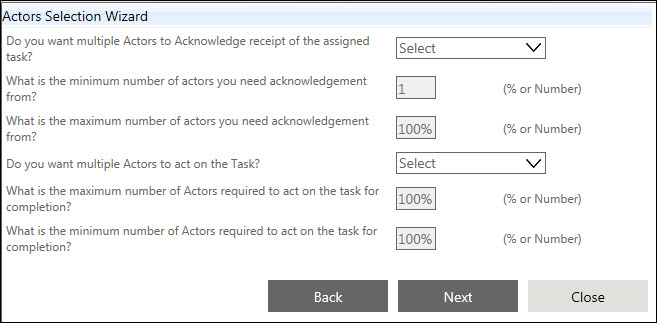 Actors Selection Wizard
Do you want multiple Actors to Acknowledge receipt of the assigned
task?
Select
What is the minimum number of actors you need acknowledgement
from?
1
(% or Number)
What is the maximum number of actors you need acknowledgement
from?
100%
(% or Number)
Do you want multiple Actors to act on the Task?
Select
What is the maximum number of Actors required to act on the task for
completion?
100%
(% or Number)
What is the minimum number of Actors required to act on the task for
completion?
100%
(% or Number)
Back
Next
Close